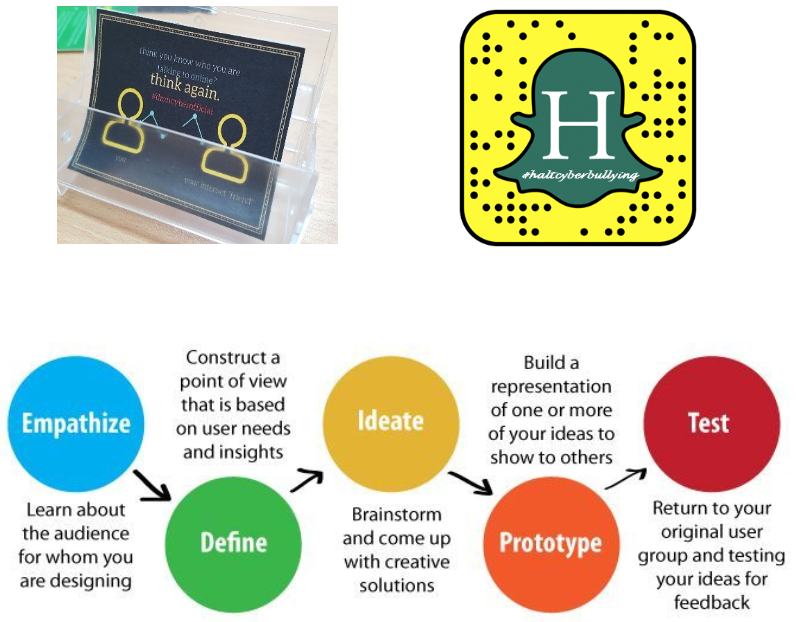 think you know who you are
talking to online?
think again.
you
your internet "friend"
H
#haltcyberbullying
Empathize
Learn about
the audience
for whom you
are designing
Construct a
point of view
that is based
on user needs
and insights
Define
Ideate
Brainstorm
and come up
with creative
solutions
Build a
representation
of one or more
of your ideas to
show to others
Prototype
Test
Return to your
original user
group and testing
your ideas for
feedback